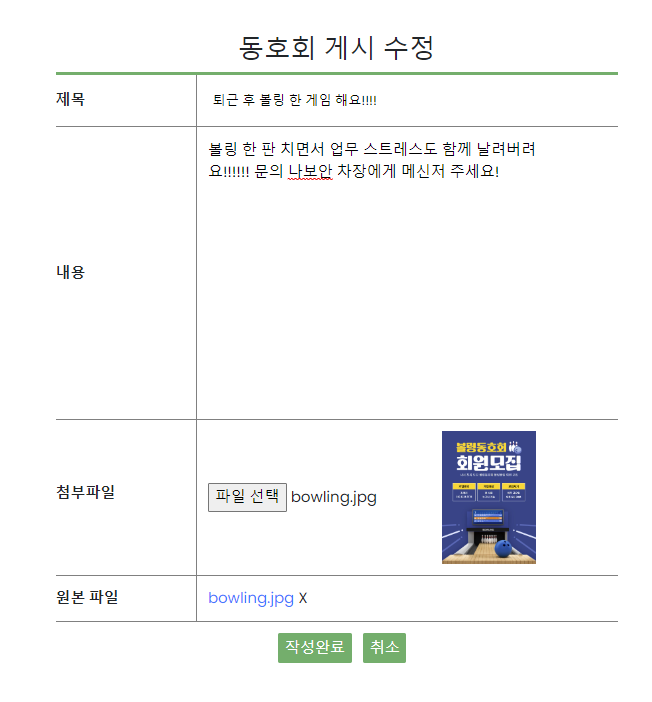 동호회 게시 수정
제목
퇴근 후 볼링 한 게임 해요!!!!
내용
볼링 한 판 치면서 업무 스트레스도 함께 날려버려
요!!!!!! 문의 나보안 차장에게 메신저 주세요!
첨부파일
파일 선택 bowling.jpg
볼링동호회
회원모집
원본 파일
bowling.jpg X
작성완료 취소